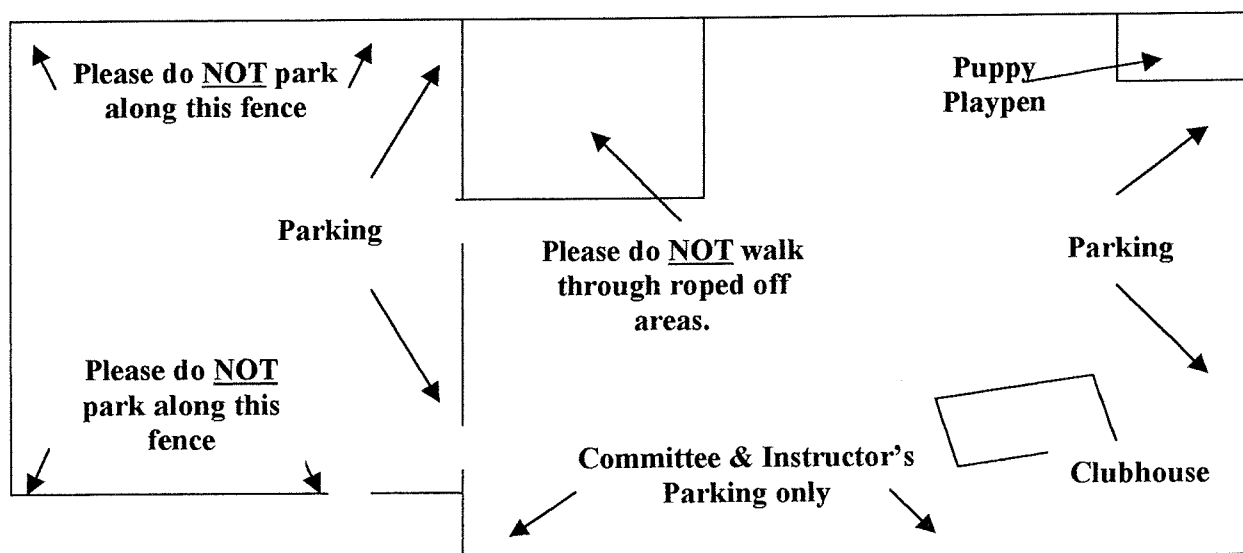 Please do NOT park
along this fence
Puppy
Playpen
Parking
Please do NOT walk
through roped off
areas.
Parking
Please do NOT
park along this
fence
Committee & Instructor's
Parking only
Clubhouse